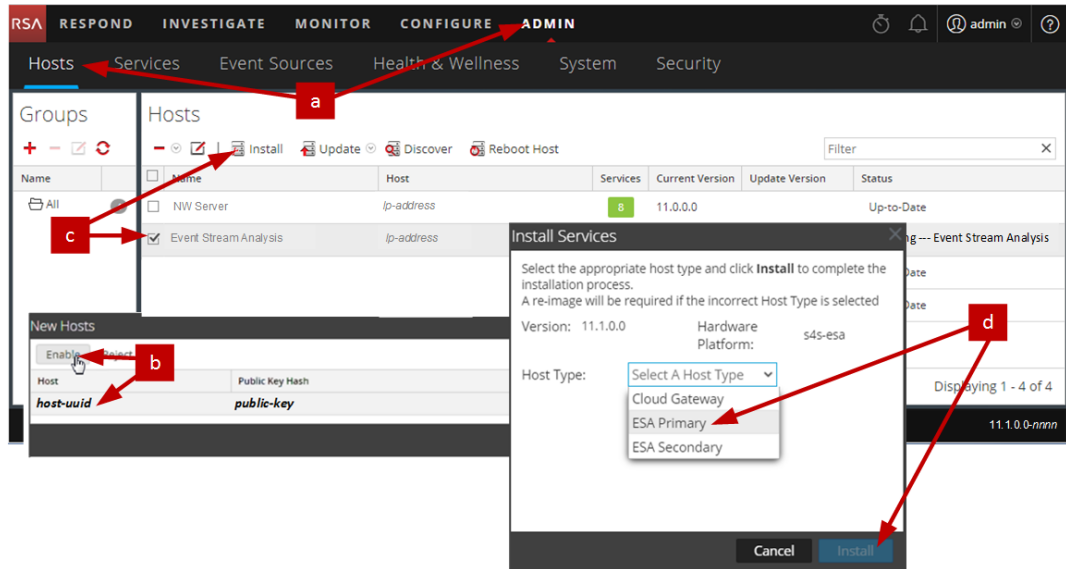 RSA RESPOND INVESTIGATE MONITOR CONFIGURE ADMIN admin ?
Hosts Services Event Sources Health & Wellness System Security
a
Groups
Hosts
Install Update Discover Reboot Host Filter
Name
Name Host Services Current Version Update Version Status
All
NW Server Ip-address 8 11.0.0.0 Up-to-Date
c
Event Stream Analysis Ip-address
g --- Event Stream Analysis
Date
Date
Install Services
Select the appropriate host type and click Install to complete the
installation process.
A re-image will be required if the incorrect Host Type is selected
Version: 11.1.0.0 Hardware
Platform: s4s-esa
d
Host Type: Select A Host Type
Cloud Gateway
ESA Primary
ESA Secondary
Cancel Install
Displaying 1 - 4 of 4
11.1.0.0-nnnn
New Hosts
Enable Reject
b
Host Public Key Hash
host-uuid public-key